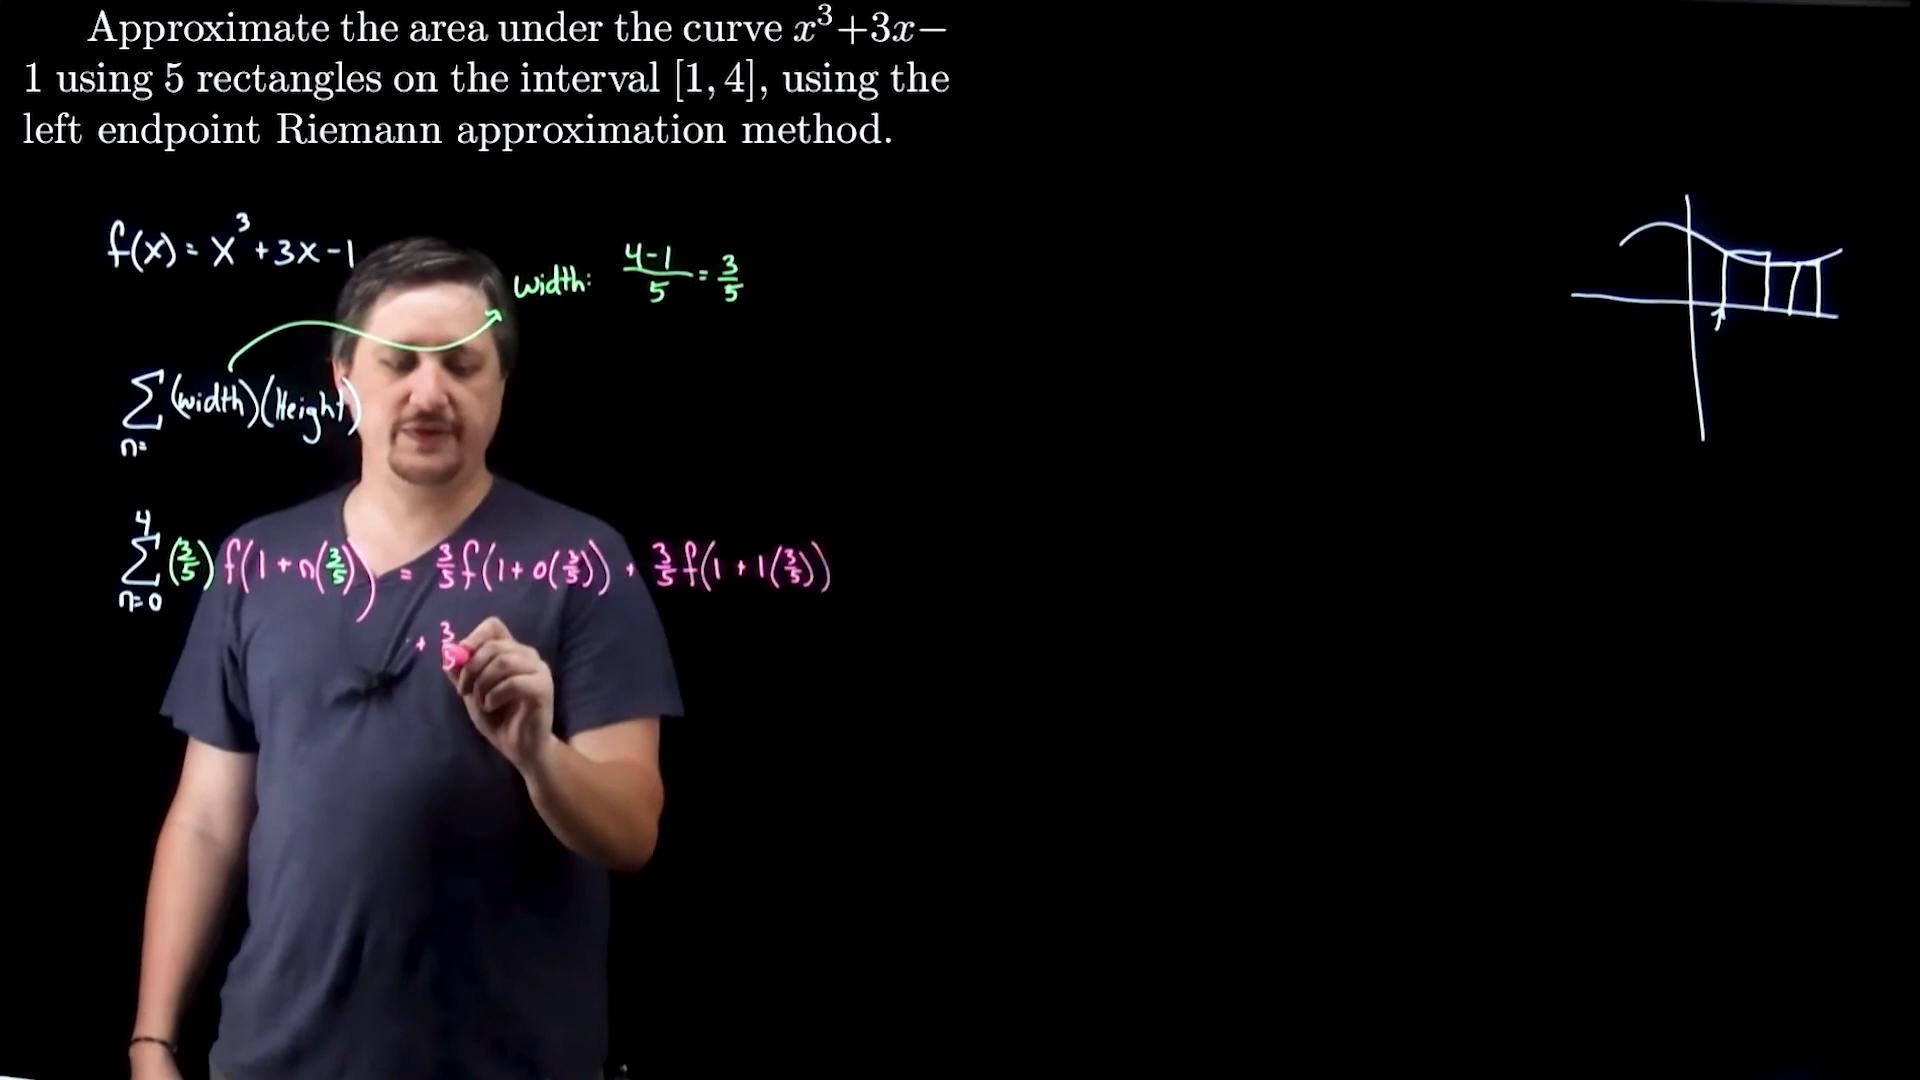 Approximate the area under the curve x³+3x−
1 using 5 rectangles on the interval [1, 4], using the
left endpoint Riemann approximation method.
f(x) = x³ + 3x - 1
width: (4-1)/5 = 3/5
∑ n= (width)(Height)
∑ n=0 4 (3/5) f(1 + n(3/5)) = 3/5 f(1 + 0(3/5)) + 3/5 f(1 + 1(3/5))
+ 3/5